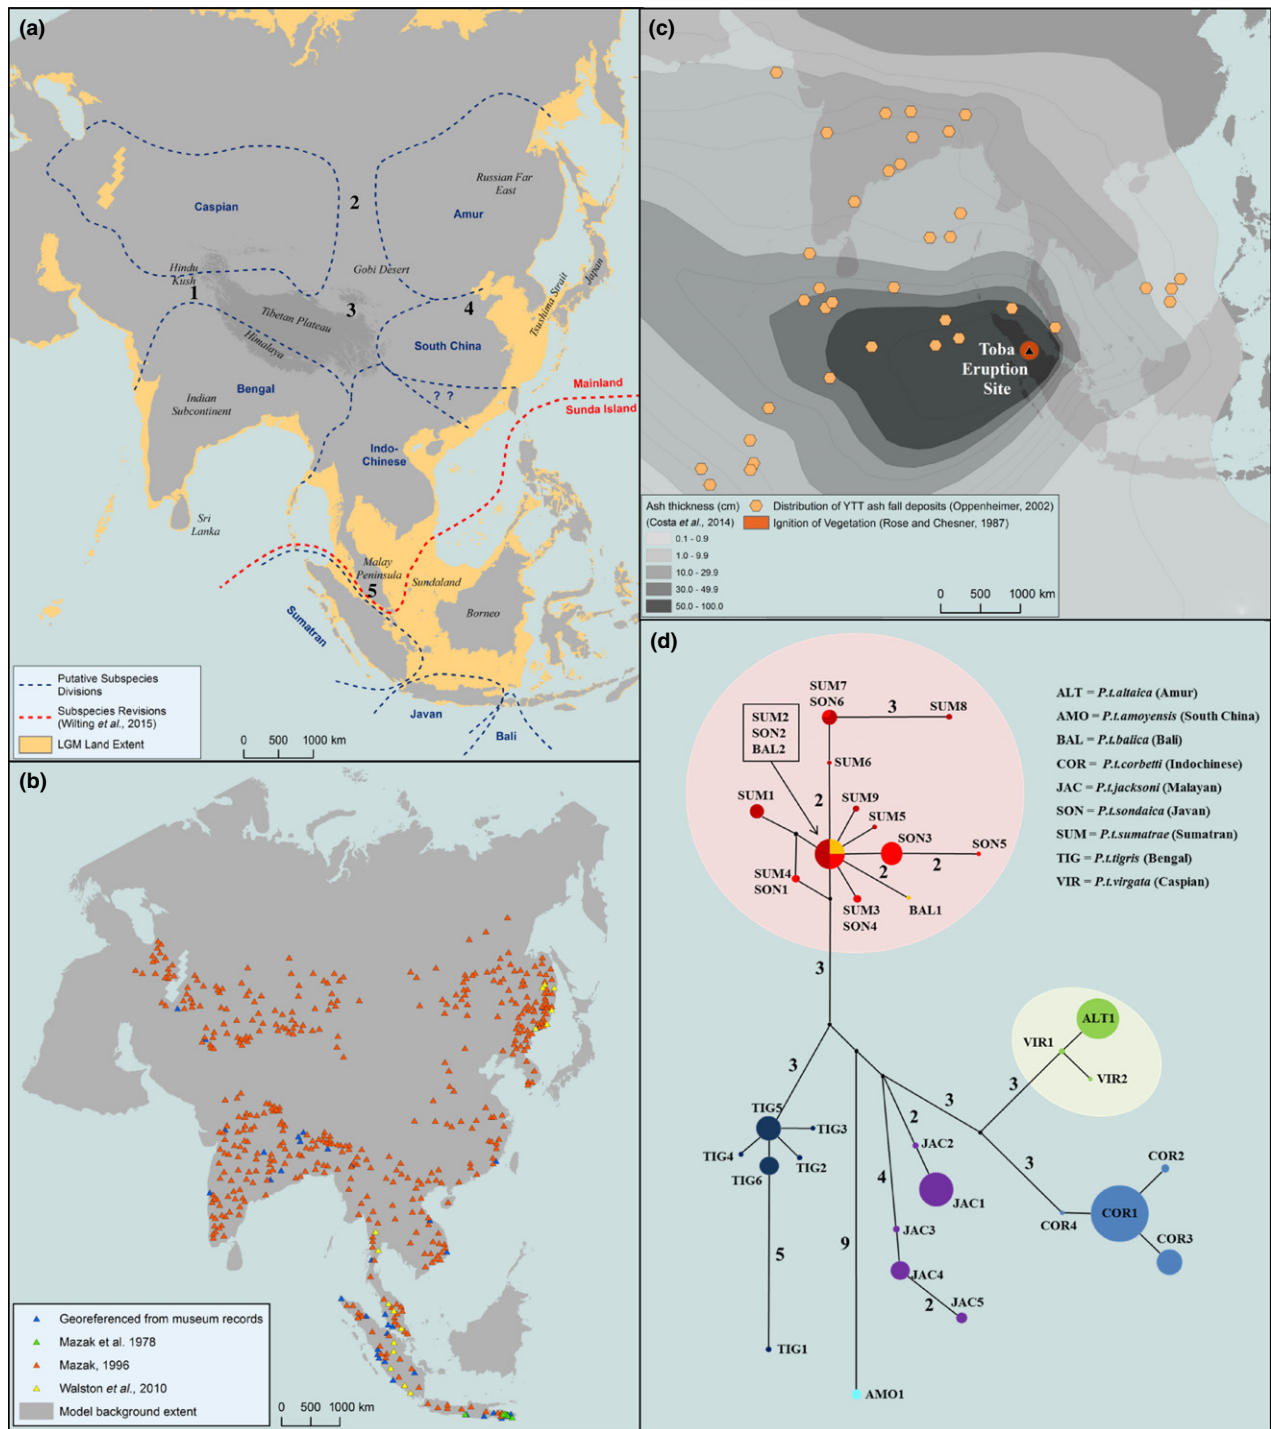 (a)
Russian Far
East
Caspian
2
Amur
Hindu
Kush
Gobi Desert
1
3
4
Tibetan Plateau
Himalaya
South China
Tsushima Strait
Japan
Bengal
Indian
Subcontinent
? ?
Mainland
Sunda Island
Indo-
Chinese
Sri
Lanka
Malay
Peninsula
5
Sundaland
Borneo
Sumatran
Javan
Bali
Putative Subspecies
Divisions
Subspecies Revisions
(Wilting et al., 2015)
LGM Land Extent
0 500 1000 km
(b)
Georeferenced from museum records
Mazak et al. 1978
Mazak, 1996
Walston et al., 2010
Model background extent
0 500 1000 km
(c)
Toba
Eruption
Site
Ash thickness (cm)
(Costa et al., 2014)
0.1 - 0.9
1.0 - 9.9
10.0 - 29.9
30.0 - 49.9
50.0 - 100.0
Distribution of YTT ash fall deposits (Oppenheimer, 2002)
Ignition of Vegetation (Rose and Chesner, 1987)
0 500 1000 km
(d)
SUM7
SON6
3
SUM8
SUM2
SON2
BAL2
SUM6
2
SUM1
SUM9
SUM5
SON3
SON5
2
2
SUM4
SON1
SUM3
SON4
BAL1
3
ALT = P.t.altaica (Amur)
AMO = P.t.amoyensis (South China)
BAL = P.t.balica (Bali)
COR = P.t.corbetti (Indochinese)
JAC = P.t.jacksoni (Malayan)
SON = P.t.sondaica (Javan)
SUM = P.t.sumatrae (Sumatran)
TIG = P.t.tigris (Bengal)
VIR = P.t.virgata (Caspian)
ALT1
VIR1
VIR2
3
3
3
3
TIG5
TIG3
TIG4
TIG2
TIG6
5
TIG1
9
AMO1
2
JAC2
JAC1
4
JAC3
JAC4
2
JAC5
COR2
COR1
COR4
COR3